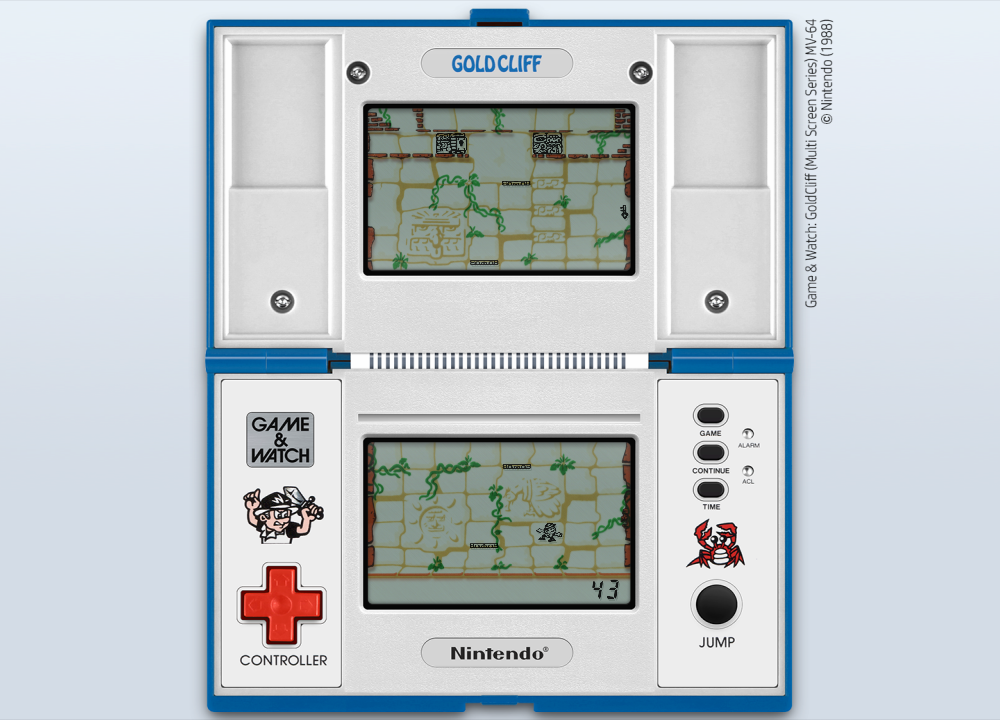 GOLD CLIFF
Game & Watch: GoldCliff (Multi Screen Series) MV-64
© Nintendo (1988)
GAME
&
WATCH
GAME
ALARM
CONTINUE
ACL
TIME
43
CONTROLLER
JUMP
Nintendo®